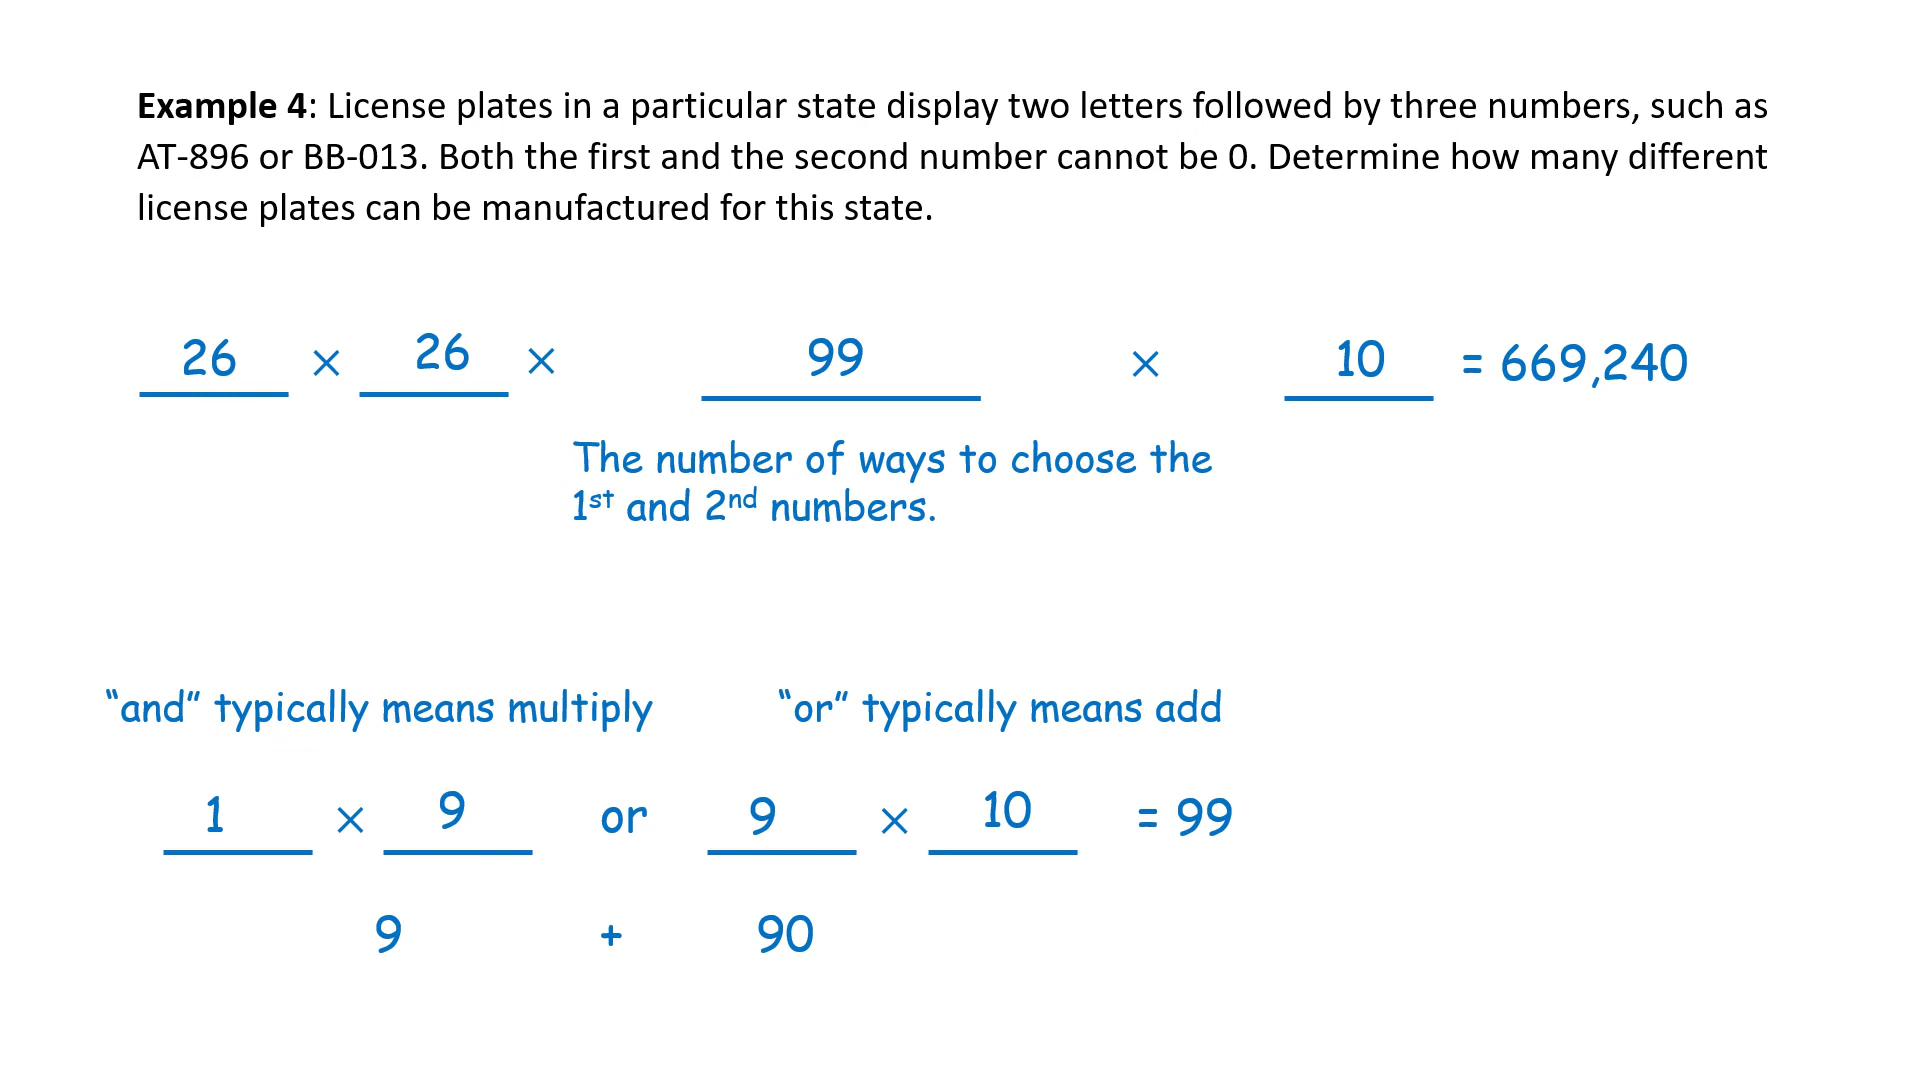 Example 4: License plates in a particular state display two letters followed by three numbers, such as
AT-896 or BB-013. Both the first and the second number cannot be 0. Determine how many different
license plates can be manufactured for this state.
26 × 26 × 99 × 10 = 669,240
The number of ways to choose the
1st and 2nd numbers.
“and” typically means multiply “or” typically means add
1 × 9 or 9 × 10 = 99
9 + 90